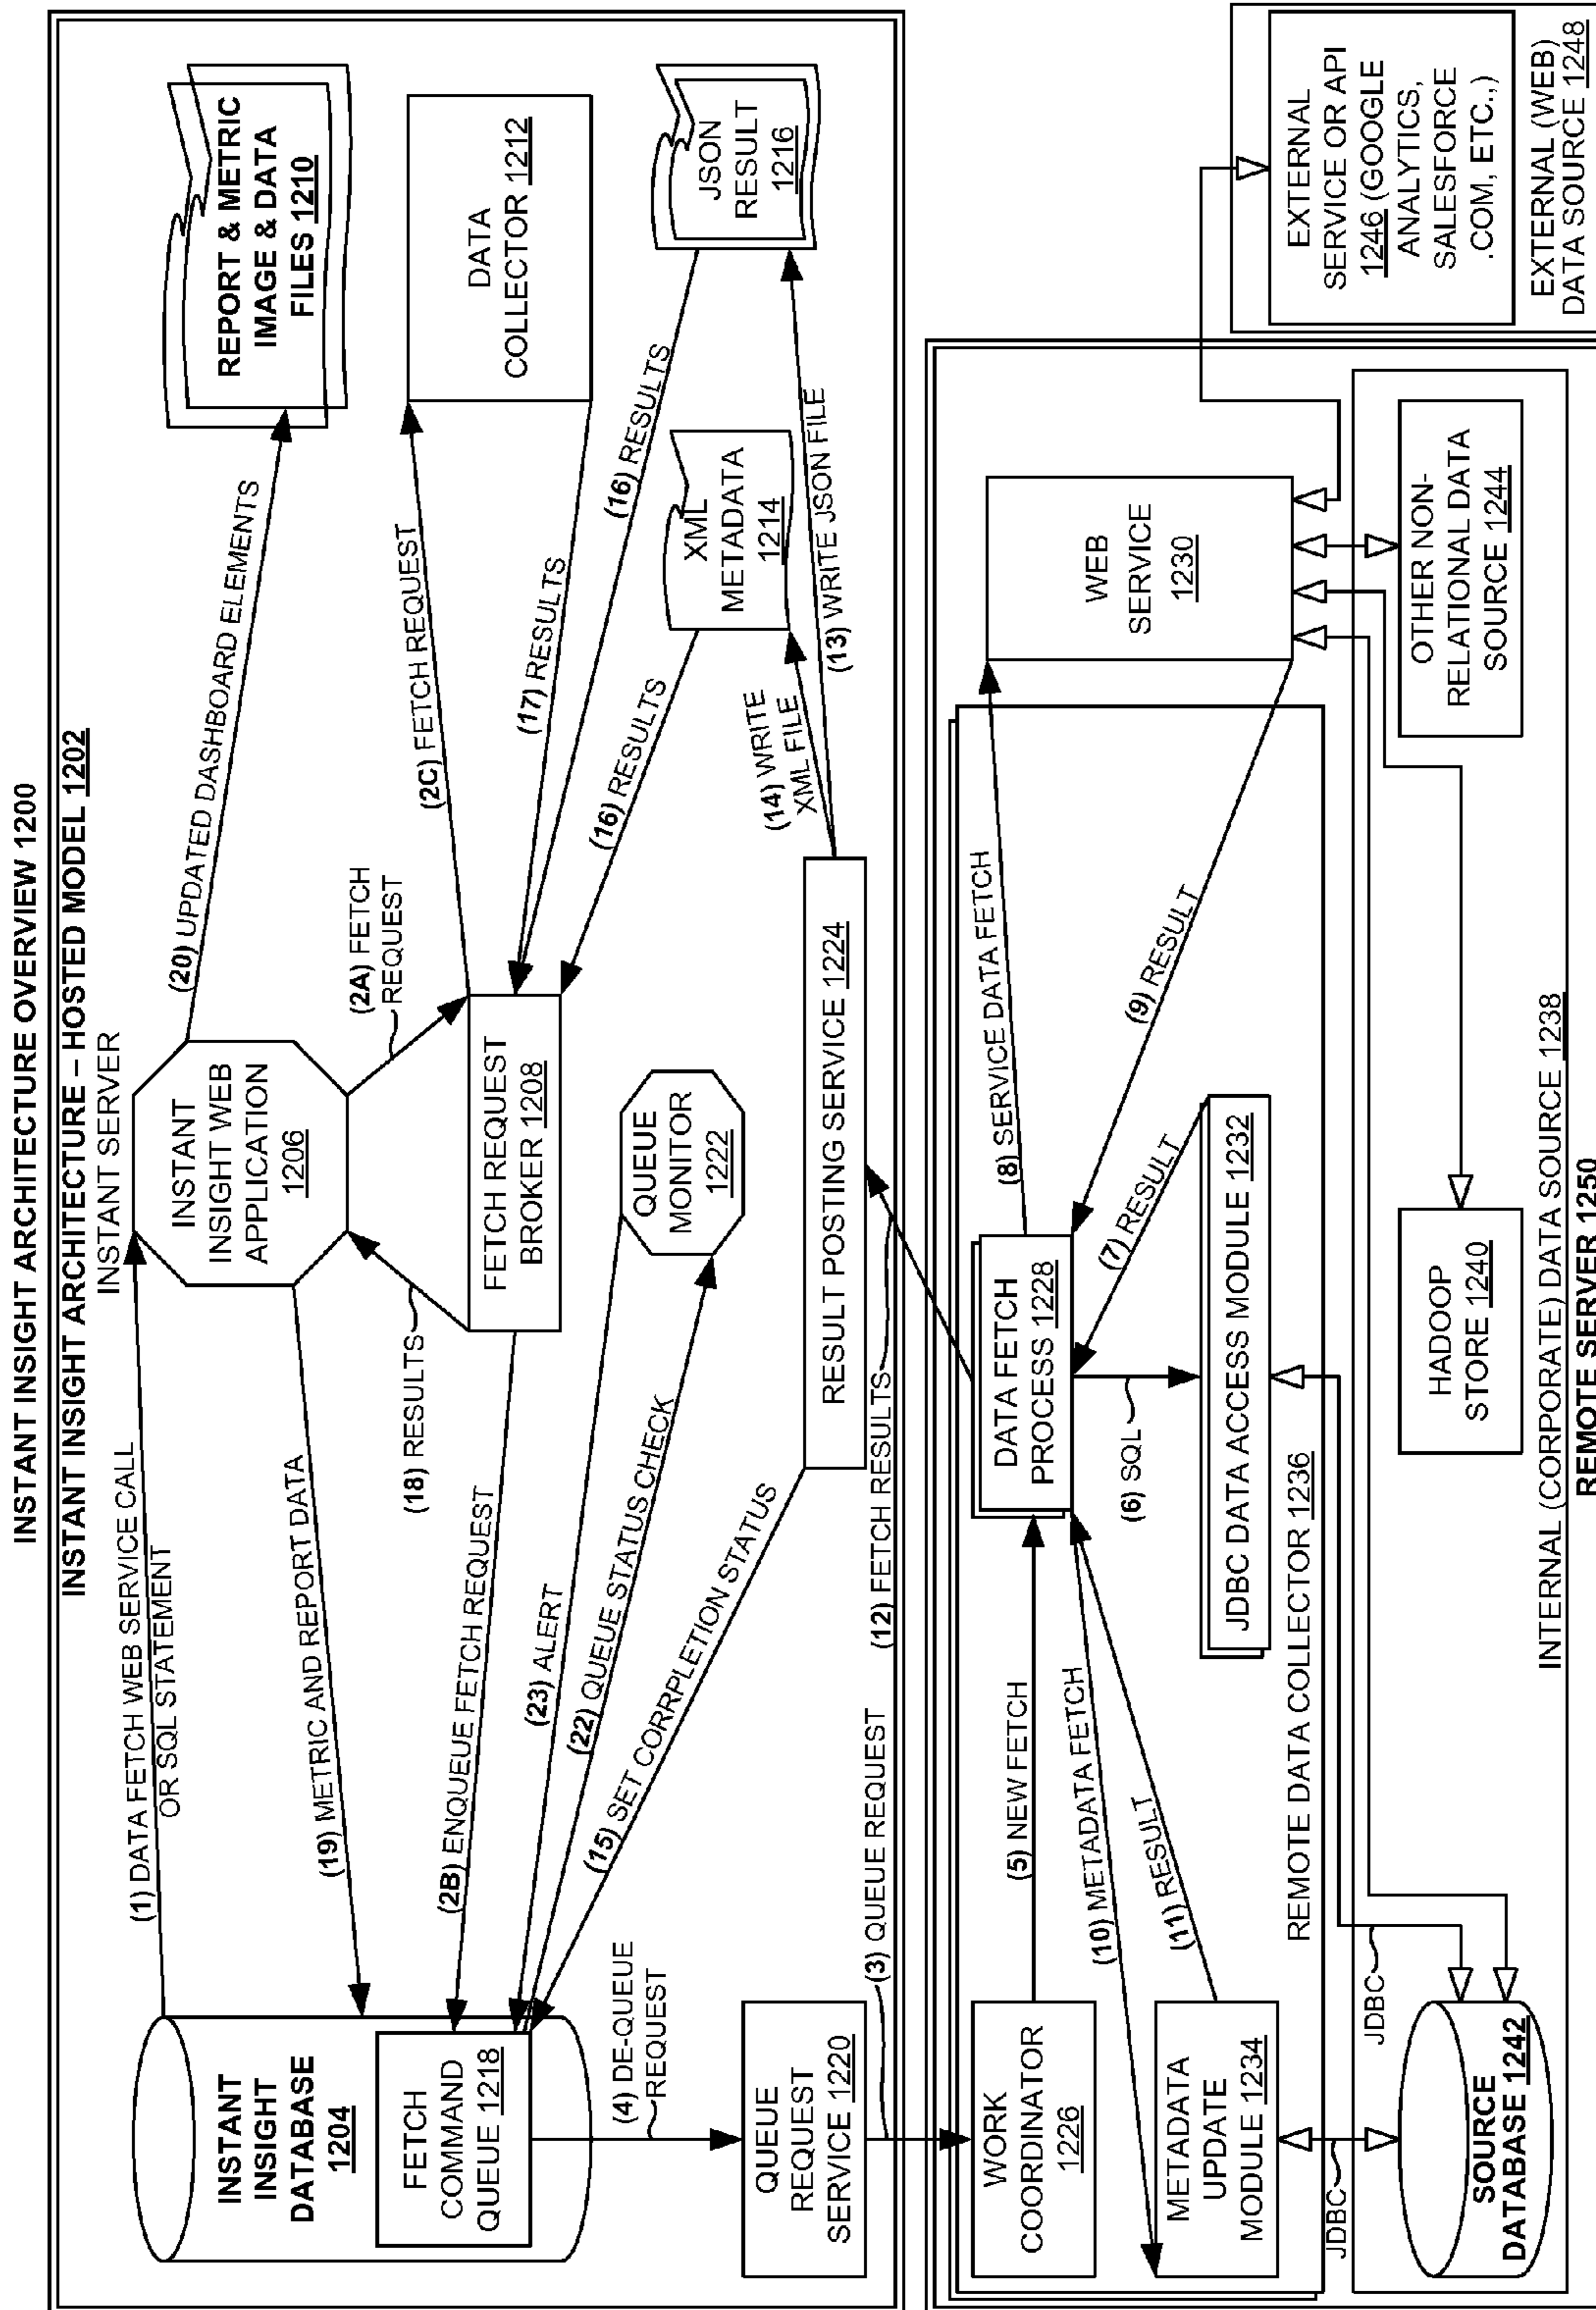 INSTANT INSIGHT ARCHITECTURE OVERVIEW 1200
INSTANT INSIGHT ARCHITECTURE – HOSTED MODEL 1202
INSTANT SERVER
(1) DATA FETCH WEB SERVICE CALL
OR SQL STATEMENT
INSTANT
INSIGHT WEB
APPLICATION
1206
(20) UPDATED DASHBOARD ELEMENTS
REPORT & METRIC
IMAGE & DATA
FILES 1210
INSTANT
INSIGHT
DATABASE
1204
(19) METRIC AND REPORT DATA
(18) RESULTS
(2A) FETCH
REQUEST
(2C) FETCH REQUEST
DATA
COLLECTOR 1212
FETCH
COMMAND
QUEUE 1218
(2B) ENQUEUE FETCH REQUEST
FETCH REQUEST
BROKER 1208
(17) RESULTS
(16) RESULTS
(16) RESULTS
(23) ALERT
(22) QUEUE STATUS CHECK
QUEUE
MONITOR
1222
XML
METADATA
1214
JSON
RESULT
1216
(15) SET CORRPLETION STATUS
(14) WRITE
XML FILE
(13) WRITE JSON FILE
(4) DE-QUEUE
REQUEST
QUEUE
REQUEST
SERVICE 1220
RESULT POSTING SERVICE 1224
(3) QUEUE REQUEST
(12) FETCH RESULTS
WORK
COORDINATOR
1226
(5) NEW FETCH
DATA FETCH
PROCESS 1228
(8) SERVICE DATA FETCH
WEB
SERVICE
1230
(10) METADATA FETCH
(11) RESULT
(6) SQL
(7) RESULT
(9) RESULT
METADATA
UPDATE
MODULE 1234
JDBC DATA ACCESS MODULE 1232
REMOTE DATA COLLECTOR 1236
JDBC
JDBC
SOURCE
DATABASE 1242
HADOOP
STORE 1240
OTHER NON-
RELATIONAL DATA
SOURCE 1244
EXTERNAL
SERVICE OR API
1246 (GOOGLE
ANALYTICS,
SALESFORCE
.COM, ETC.,)
EXTERNAL (WEB)
DATA SOURCE 1248
INTERNAL (CORPORATE) DATA SOURCE 1238
REMOTE SERVER 1250